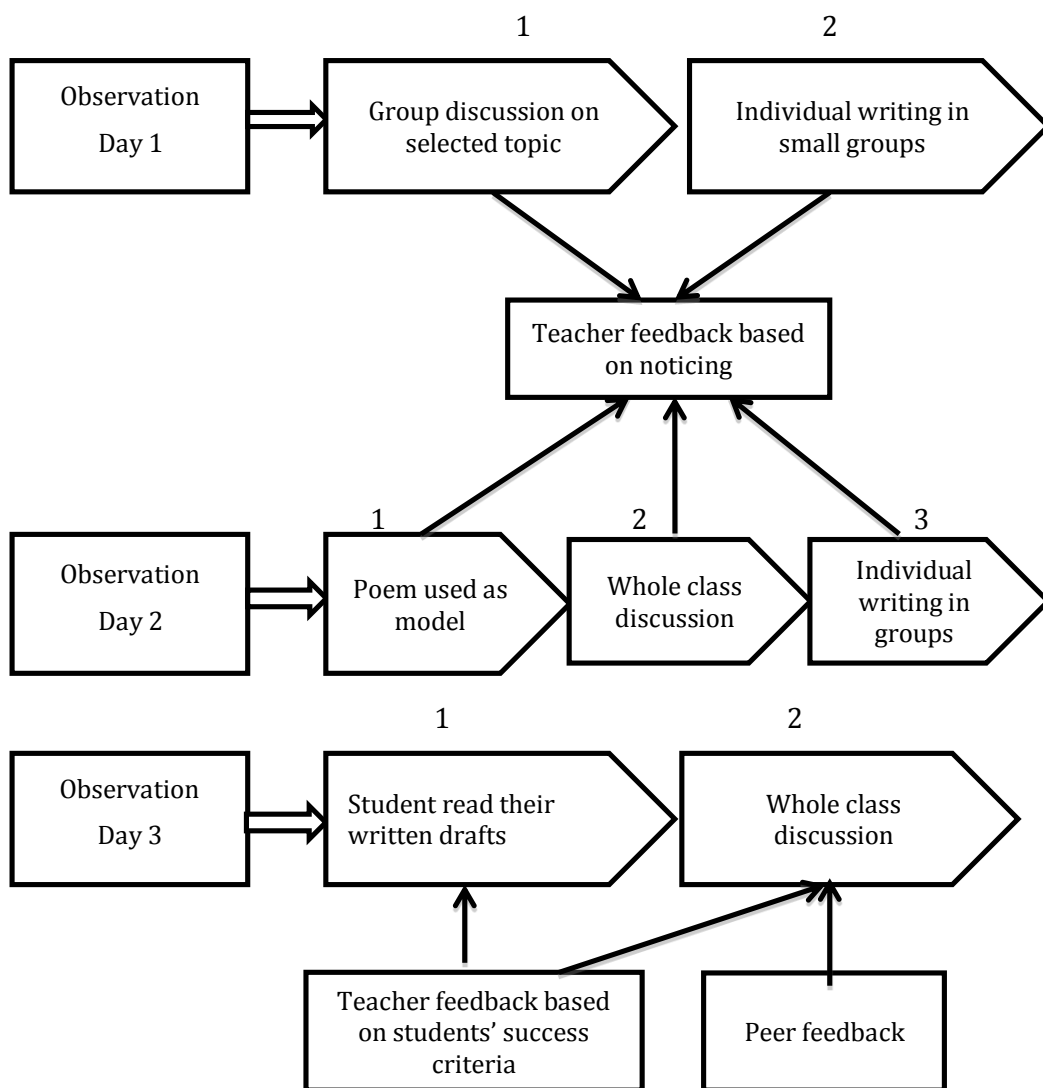 1
2
Observation
Day 1
Group discussion on
selected topic
Individual writing in
small groups
Teacher feedback based
on noticing
1
2
3
Observation
Day 2
Poem used as
model
Whole class
discussion
Individual
writing in
groups
1
2
Observation
Day 3
Student read their
written drafts
Whole class
discussion
Teacher feedback based
on students’ success
criteria
Peer feedback